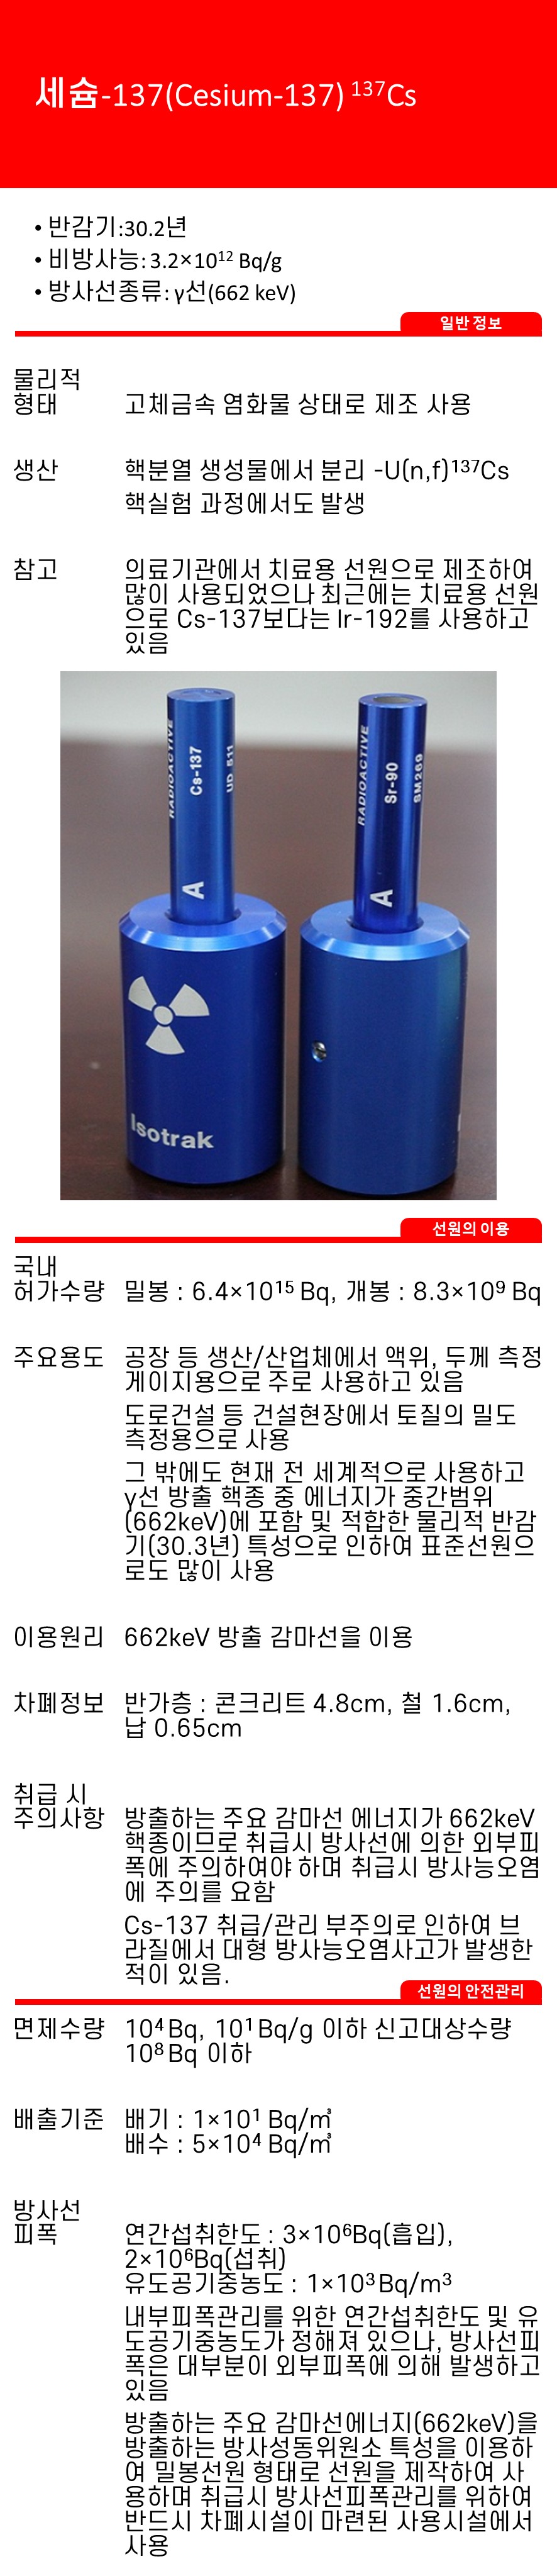 세슘-137(Cesium-137) ¹³⁷Cs
• 반감기:30.2년
• 비방사능: 3.2×10¹² Bq/g
• 방사선종류: γ선(662 keV)
일반 정보
물리적
형태 고체금속 염화물 상태로 제조 사용
생산 핵분열 생성물에서 분리 -U(n,f)¹³⁷Cs
핵실험 과정에서도 발생
참고 의료기관에서 치료용 선원으로 제조하여
많이 사용되었으나 최근에는 치료용 선원
으로 Cs-137보다는 Ir-192를 사용하고
있음
RADIOACTIVE
Cs-137
UD 511
A
RADIOACTIVE
Sr-90
SM269
A
Isotrak
선원의 이용
국내
허가수량 밀봉 : 6.4×10¹⁵ Bq, 개봉 : 8.3×10⁹ Bq
주요용도 공장 등 생산/산업체에서 액위, 두께 측정
게이지용으로 주로 사용하고 있음
도로건설 등 건설현장에서 토질의 밀도
측정용으로 사용
그 밖에도 현재 전 세계적으로 사용하고
γ선 방출 핵종 중 에너지가 중간범위
(662keV)에 포함 및 적합한 물리적 반감
기(30.3년) 특성으로 인하여 표준선원으
로도 많이 사용
이용원리 662keV 방출 감마선을 이용
차폐정보 반가층 : 콘크리트 4.8cm, 철 1.6cm,
납 0.65cm
취급 시
주의사항 방출하는 주요 감마선 에너지가 662keV
핵종이므로 취급시 방사선에 의한 외부피
폭에 주의하여야 하며 취급시 방사능오염
에 주의를 요함
Cs-137 취급/관리 부주의로 인하여 브
라질에서 대형 방사능오염사고가 발생한
적이 있음.
선원의 안전관리
면제수량 10⁴ Bq, 10¹ Bq/g 이하 신고대상수량
10⁸ Bq 이하
배출기준 배기 : 1×10¹ Bq/㎥
배수 : 5×10⁴ Bq/㎥
방사선
피폭 연간섭취한도 : 3×10⁶Bq(흡입),
2×10⁶Bq(섭취)
유도공기중농도 : 1×10³ Bq/m³
내부피폭관리를 위한 연간섭취한도 및 유
도공기중농도가 정해져 있으나, 방사선피
폭은 대부분이 외부피폭에 의해 발생하고
있음
방출하는 주요 감마선에너지(662keV)을
방출하는 방사성동위원소 특성을 이용하
여 밀봉선원 형태로 선원을 제작하여 사
용하며 취급시 방사선피폭관리를 위하여
반드시 차폐시설이 마련된 사용시설에서
사용